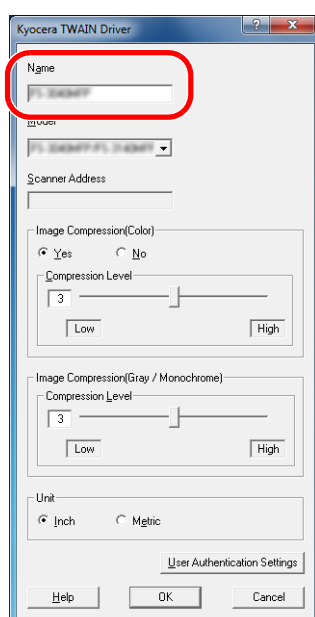 Kyocera TWAIN Driver
Name
Model
Scanner Address
Image Compression(Color)
Yes No
Compression Level
3
Low High
Image Compression(Gray / Monochrome)
Compression Level
3
Low High
Unit
Inch Metric
User Authentication Settings
Help OK Cancel